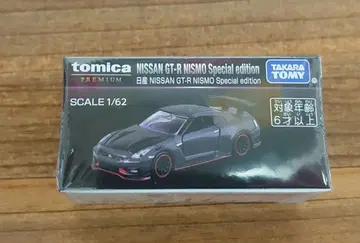 tomica
PREMIUM
NISSAN GT-R NISMO Special edition
日産 NISSAN GT-R NISMO Special edition
TAKARA
TOMY
SCALE 1/62
対象年齢
6才以上